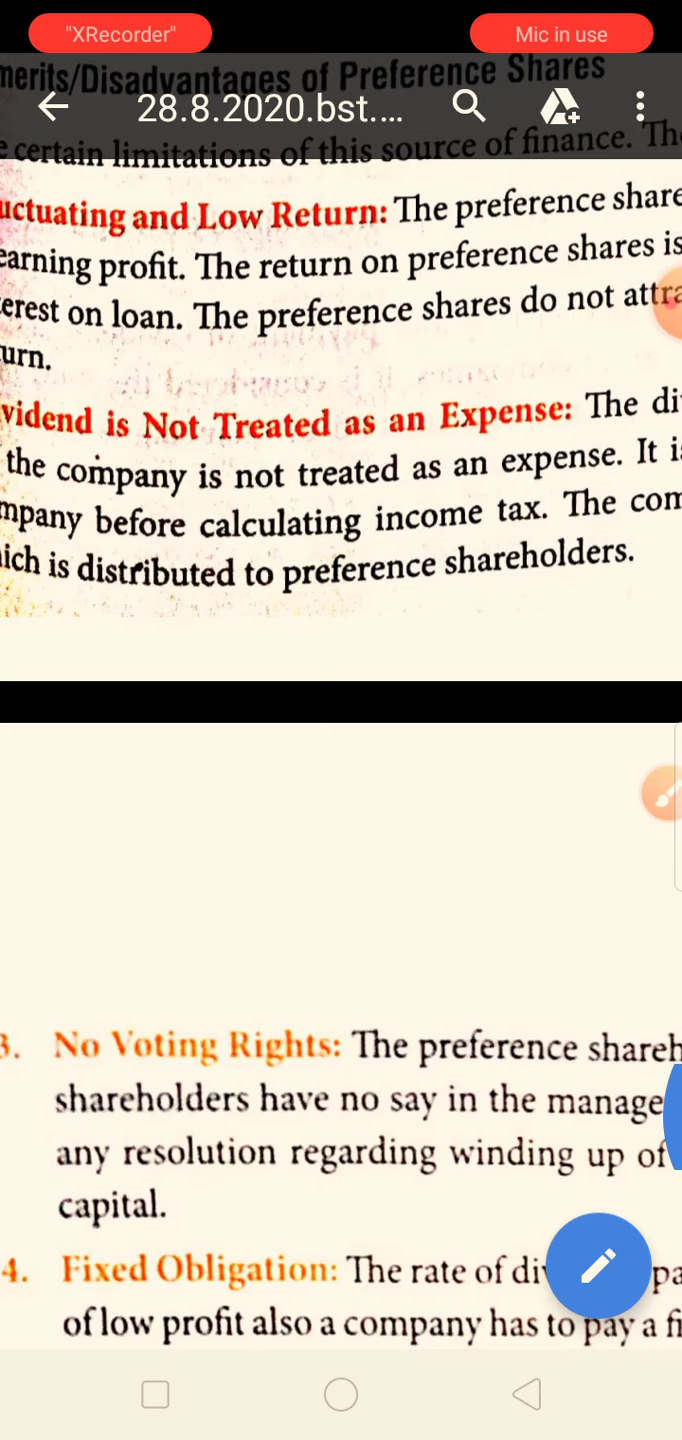 "XRecorder" Mic in use
merits/Disadvantages of Preference Shares
28.8.2020.bst....
e certain limitations of this source of finance. The
uctuating and Low Return: The preference share
earning profit. The return on preference shares is
erest on loan. The preference shares do not attra
urn.
vidend is Not Treated as an Expense: The di
the company is not treated as an expense. It i
mpany before calculating income tax. The com
ich is distributed to preference shareholders.
3. No Voting Rights: The preference shareh
shareholders have no say in the manage
any resolution regarding winding up of
capital.
4. Fixed Obligation: The rate of div pa
of low profit also a company has to pay a fi